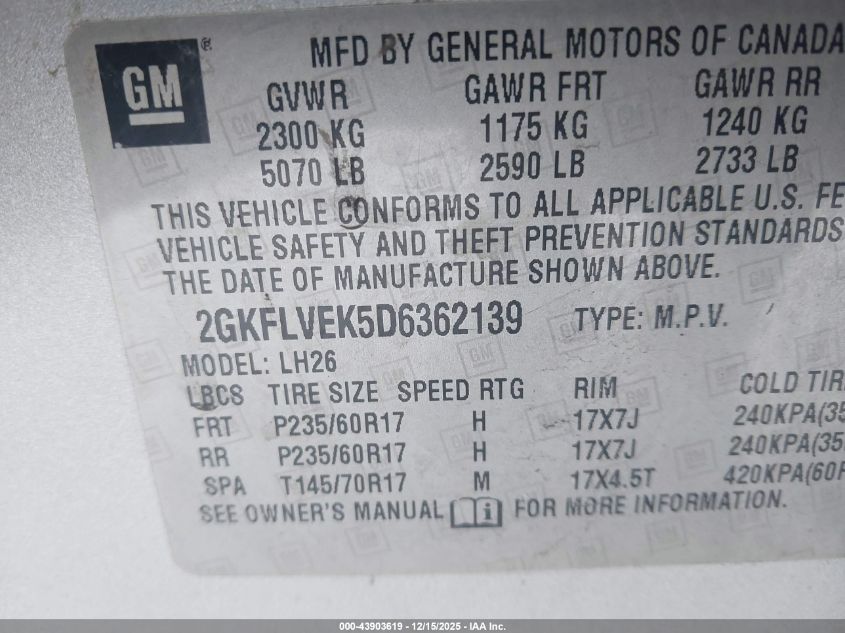 GM ®
MFD BY GENERAL MOTORS OF CANADA
GVWR GAWR FRT GAWR RR
2300 KG 1175 KG 1240 KG
5070 LB 2590 LB 2733 LB
THIS VEHICLE CONFORMS TO ALL APPLICABLE U.S. FE
VEHICLE SAFETY AND THEFT PREVENTION STANDARDS
THE DATE OF MANUFACTURE SHOWN ABOVE.
2GKFLVEK5D6362139 TYPE: M.P.V.
MODEL: LH26
LBCS TIRE SIZE SPEED RTG RIM COLD TIR
FRT P235/60R17 H 17X7J 240KPA(35
RR P235/60R17 H 17X7J 240KPA(35
SPA T145/70R17 M 17X4.5T 420KPA(60P
SEE OWNER'S MANUAL i FOR MORE INFORMATION.
000-43903619 - 12/15/2025 - IAA Inc.